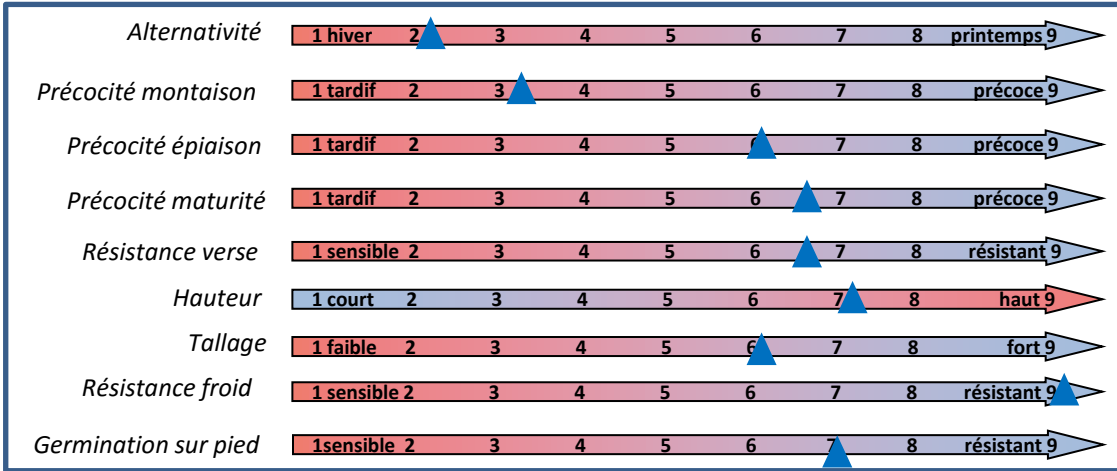 Alternativité 1 hiver 2 3 4 5 6 7 8 printemps 9
Précocité montaison 1 tardif 2 3 4 5 6 7 8 précoce 9
Précocité épiaison 1 tardif 2 3 4 5 6 7 8 précoce 9
Précocité maturité 1 tardif 2 3 4 5 6 7 8 précoce 9
Résistance verse 1 sensible 2 3 4 5 6 7 8 résistant 9
Hauteur 1 court 2 3 4 5 6 7 8 haut 9
Tallage 1 faible 2 3 4 5 6 7 8 fort 9
Résistance froid 1 sensible 2 3 4 5 6 7 8 résistant 9
Germination sur pied 1sensible 2 3 4 5 6 7 8 résistant 9